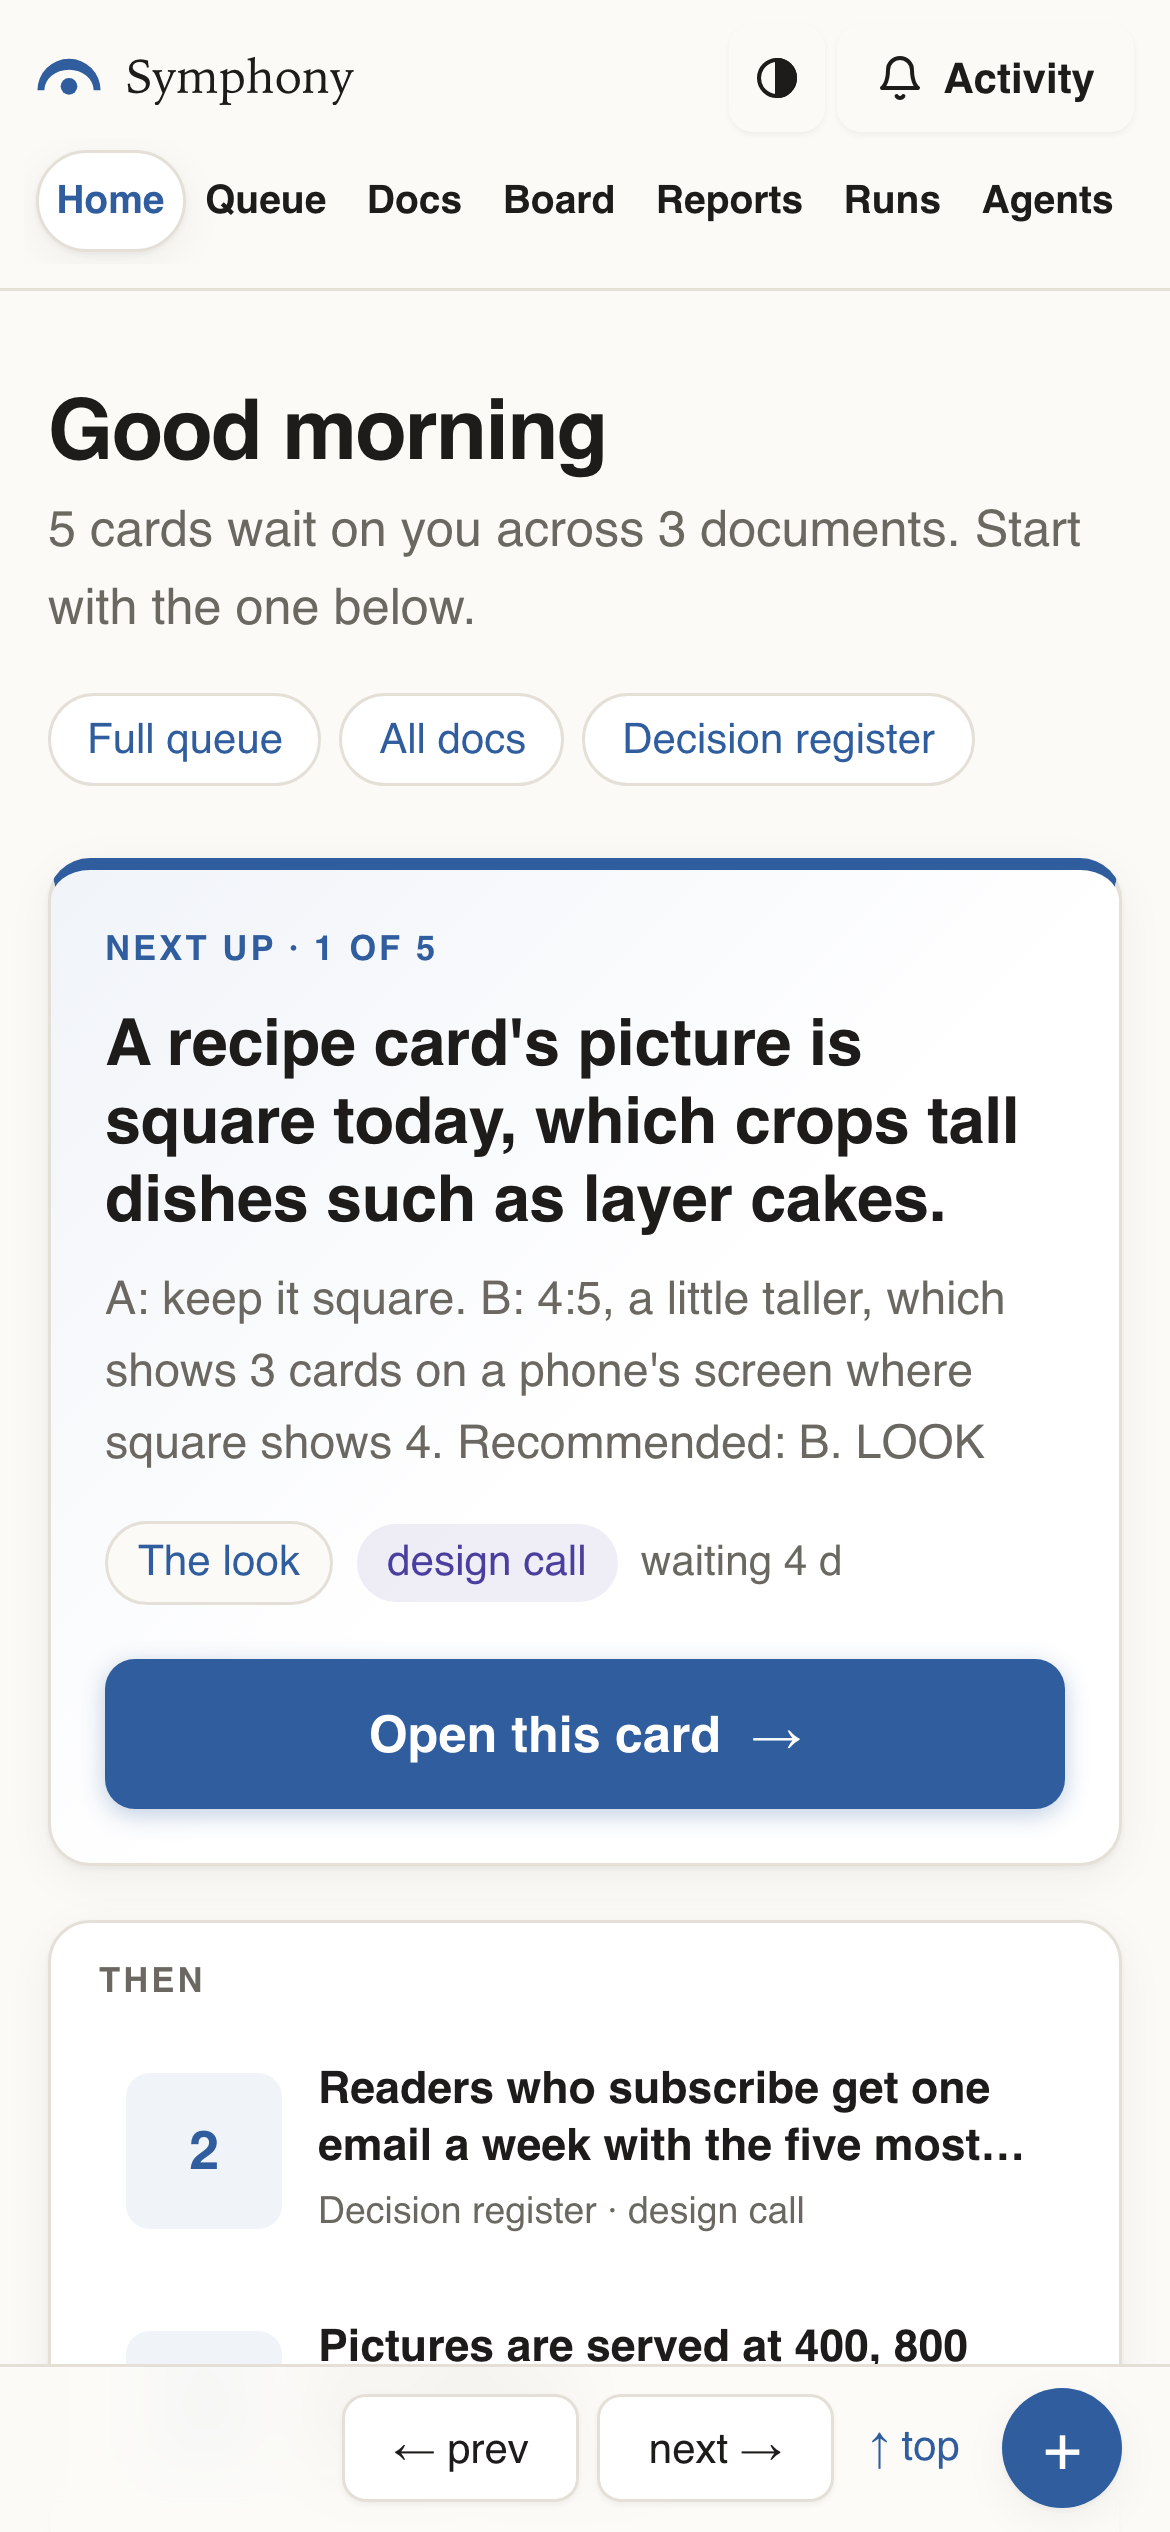 Symphony
Activity
Home Queue Docs Board Reports Runs Agents
Good morning
5 cards wait on you across 3 documents. Start
with the one below.
Full queue All docs Decision register
NEXT UP · 1 OF 5
A recipe card's picture is
square today, which crops tall
dishes such as layer cakes.
A: keep it square. B: 4:5, a little taller, which
shows 3 cards on a phone's screen where
square shows 4. Recommended: B. LOOK
The look design call waiting 4 d
Open this card →
THEN
2
Readers who subscribe get one
email a week with the five most…
Decision register · design call
Pictures are served at 400, 800
← prev next → ↑ top +